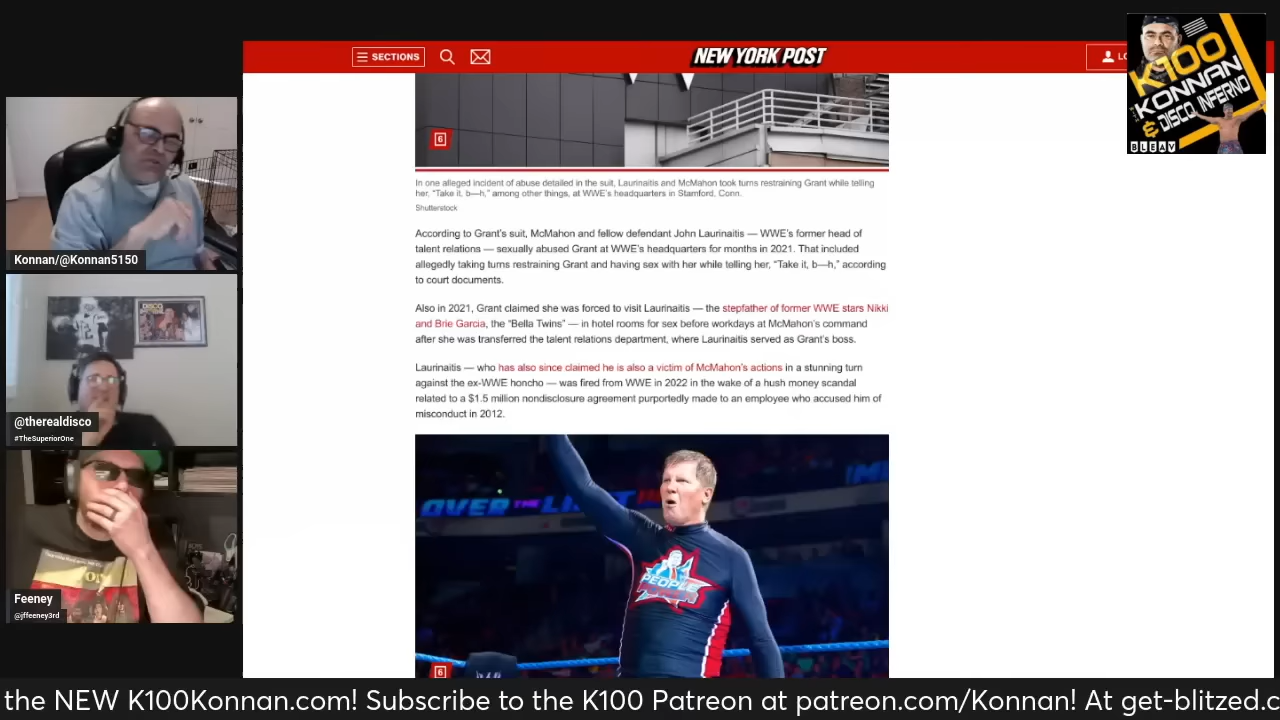 SECTIONS
NEW YORK POST
LO
K100
KONNAN
& DISCO INFERNO
BLEAV
6
In one alleged incident of abuse detailed in the suit, Laurinaitis and McMahon took turns restraining Grant while telling
her, “Take it, b—h,” among other things, at WWE's headquarters in Stamford, Conn.
Shutterstock
According to Grant's suit, McMahon and fellow defendant John Laurinaitis — WWE's former head of
talent relations — sexually abused Grant at WWE's headquarters for months in 2021. That included
allegedly taking turns restraining Grant and having sex with her while telling her, “Take it, b—h,” according
to court documents.
Also in 2021, Grant claimed she was forced to visit Laurinaitis — the stepfather of former WWE stars Nikki
and Brie Garcia, the “Bella Twins” — in hotel rooms for sex before workdays at McMahon's command
after she was transferred the talent relations department, where Laurinaitis served as Grant's boss.
Laurinaitis — who has also since claimed he is also a victim of McMahon's actions in a stunning turn
against the ex-WWE honcho — was fired from WWE in 2022 in the wake of a hush money scandal
related to a $1.5 million nondisclosure agreement purportedly made to an employee who accused him of
misconduct in 2012.
OVER THE LI
PEOPLE
6
Konnan/@Konnan5150
@therealdisco
#TheSuperiorOne
Feeney
@jffeeney3rd
the NEW K100Konnan.com! Subscribe to the K100 Patreon at patreon.com/Konnan! At get-blitzed.c